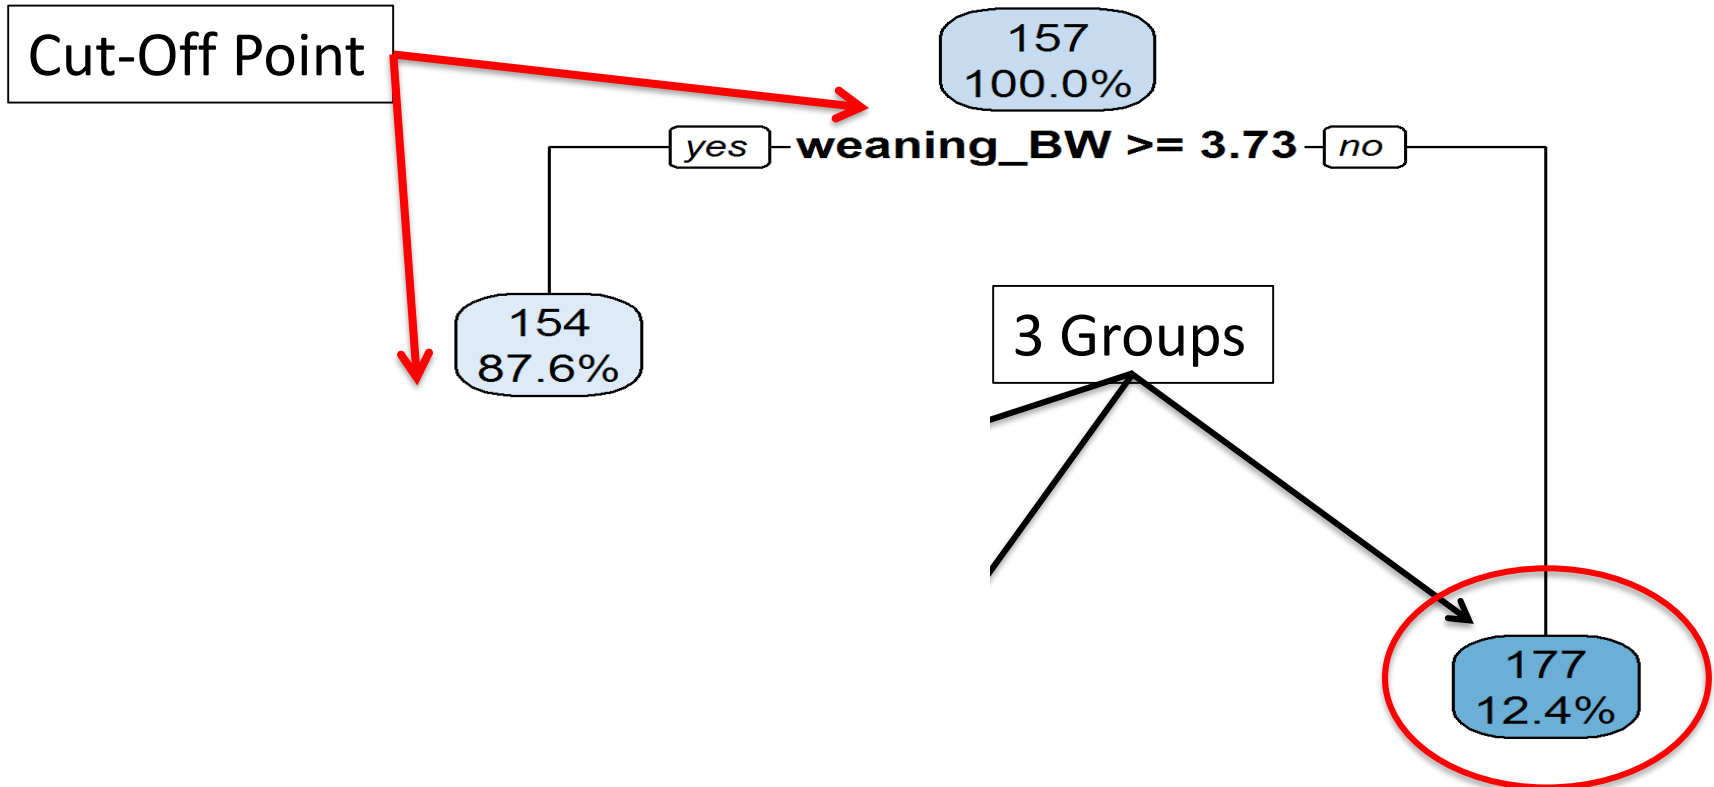 Cut-Off Point
157
100.0%
yes weaning_BW >= 3.73 no
154
87.6%
3 Groups
177
12.4%